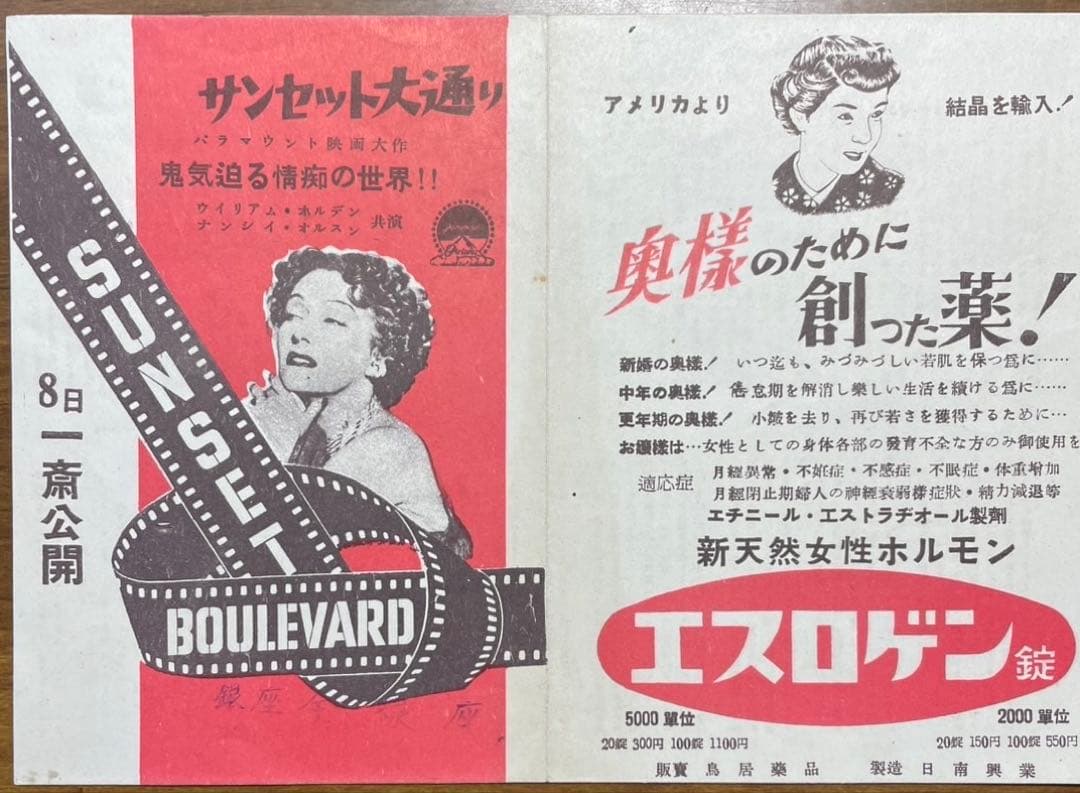 サンセット大通り
パラマウント映画大作
鬼気迫る情痴の世界!!
ウイリアム・ホルデン
ナンシイ・オルスン 共演
8日一斎公開
SUNSET
BOULEVARD
銀座 座
アメリカより
結晶を輸入!
奥様のために
創つた薬!
新婚の奥様! いつ迄も、みづみづしい若肌を保つ爲に……
中年の奥様! 倦怠期を解消し樂しい生活を續ける爲に……
更年期の奥様! 小皺を去り、再び若さを獲得するために…
お孃様は…女性としての身体各部の發育不全な方のみ御使用を
適応症
月經異常・不姙症・不感症・不眠症・体重増加
月經閉止期婦人の神經衰弱様症狀・精力減退等
エチニール・エストラヂオール製劑
新天然女性ホルモン
エスロゲン錠
5000單位
20錠 300円 100錠 1100円
2000單位
20錠 150円 100錠 550円
販賣 鳥居藥品 製造 日南興業